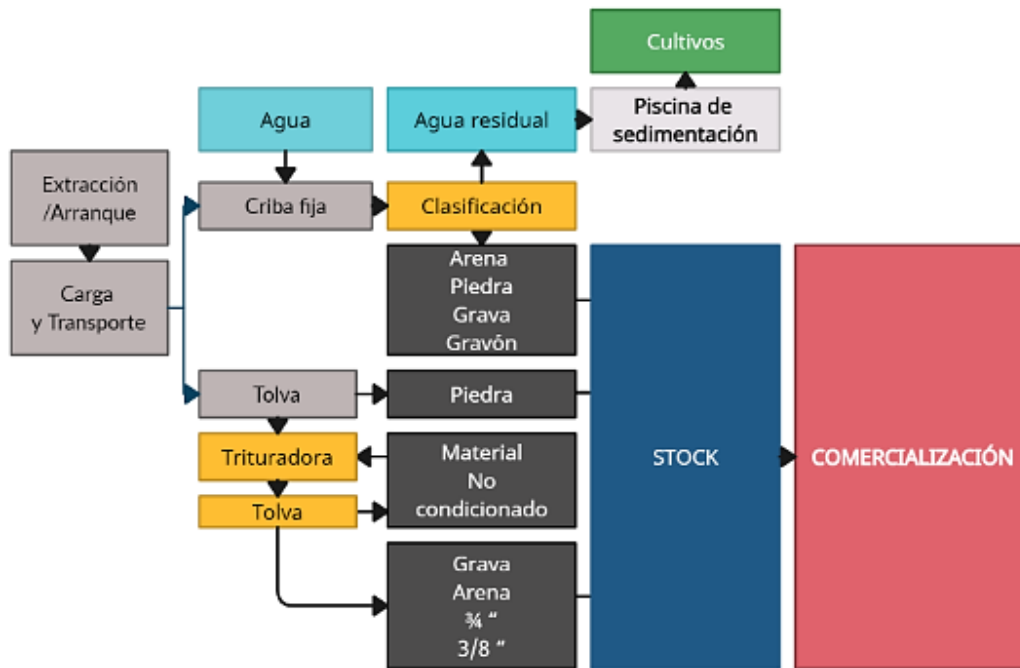 Cultivos
Agua
Agua residual
Piscina de
sedimentación
Extracción
/Arranque
Criba fija
Clasificación
Carga
y Transporte
Arena
Piedra
Grava
Gravón
Tolva
Piedra
Trituradora
Material
No
condicionado
Tolva
STOCK
COMERCIALIZACIÓN
Grava
Arena
¾ “
3/8 “